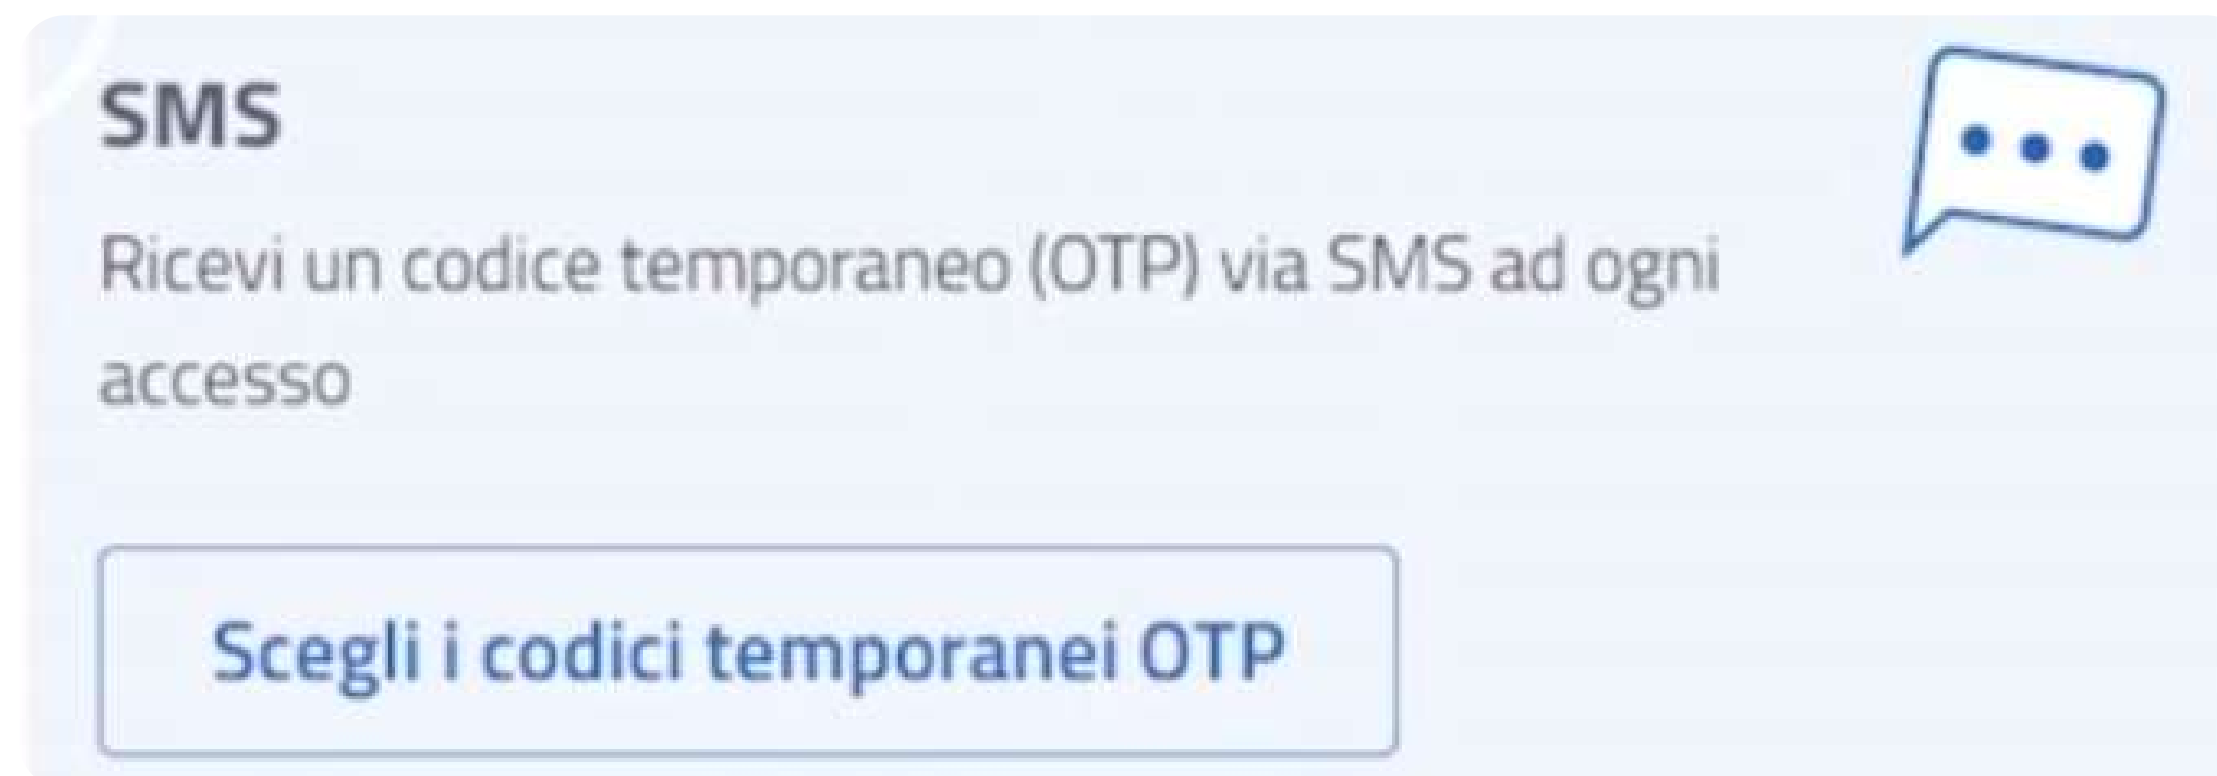 SMS
Ricevi un codice temporaneo (OTP) via SMS ad ogni
accesso
Scegli i codici temporanei OTP